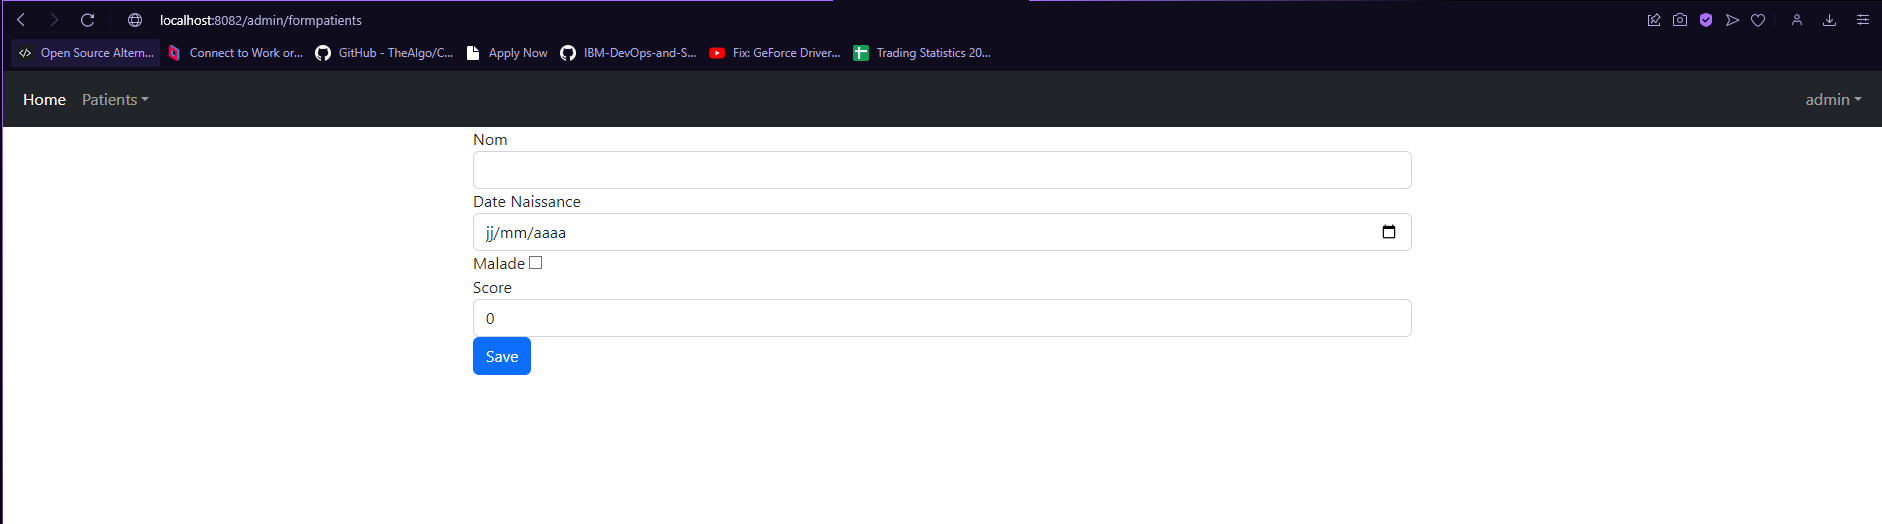 localhost:8082/admin/formpatients
Open Source Altern... Connect to Work or... GitHub - TheAlgo/C... Apply Now IBM-DevOps-and-S... Fix: GeForce Driver... Trading Statistics 20...
Home Patients admin
Nom
Date Naissance
jj/mm/aaaa
Malade
Score
0
Save